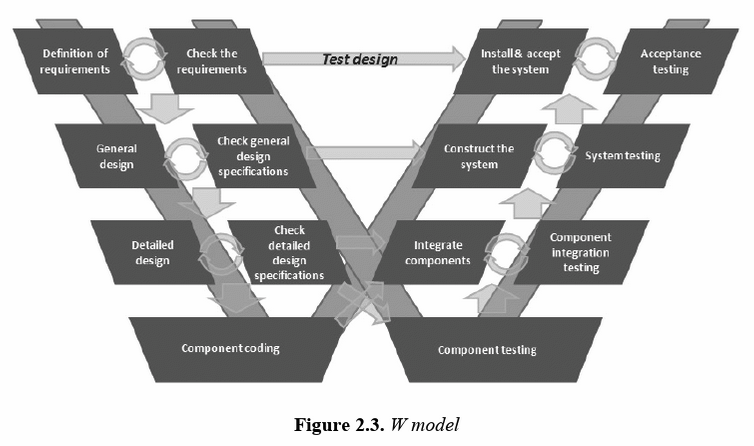 Definition of
requirements
Check the
requirements
Test design
Install & accept
the system
Acceptance
testing
General
design
Check general
design
specifications
Construct the
system
System testing
Detailed
design
Check
detailed
design
specifications
Integrate
components
Component
integration
testing
Component coding
Component testing
Figure 2.3. W model